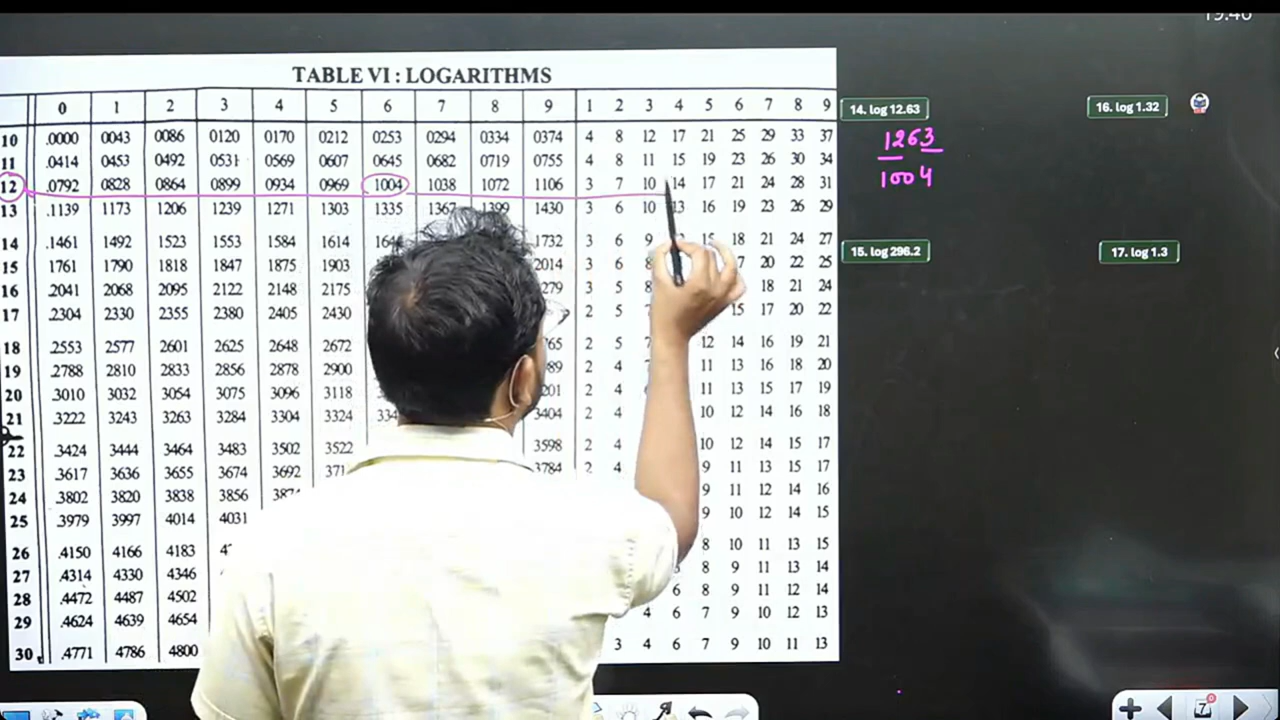 19:40
TABLE VI : LOGARITHMS
0 1 2 3 4 5 6 7 8 9 1 2 3 4 5 6 7 8 9
10 .0000 0043 0086 0120 0170 0212 0253 0294 0334 0374 4 8 12 17 21 25 29 33 37
11 .0414 0453 0492 0531 0569 0607 0645 0682 0719 0755 4 8 11 15 19 23 26 30 34
12 .0792 0828 0864 0899 0934 0969 1004 1038 1072 1106 3 7 10 14 17 21 24 28 31
13 .1139 1173 1206 1239 1271 1303 1335 1367 1399 1430 3 6 10 13 16 19 23 26 29
14 .1461 1492 1523 1553 1584 1614 1732 3 6 9 15 18 21 24 27
15 1761 1790 1818 1847 1875 1903 2014 3 6 8 20 22 25
16 .2041 2068 2095 2122 2148 2175 3 5 8 18 21 24
17 .2304 2330 2355 2380 2405 2430 2 5 15 17 20 22
18 .2553 2577 2601 2625 2648 2672 2 5 12 14 16 19 21
19 .2788 2810 2833 2856 2878 2900 2 4 11 13 16 18 20
20 .3010 3032 3054 3075 3096 3118 2 4 11 13 15 17 19
21 .3222 3243 3263 3284 3304 3324 3404 2 4 10 12 14 16 18
22 .3424 3444 3464 3483 3502 3522 3598 2 4 10 12 14 15 17
23 .3617 3636 3655 3674 3692 3784 2 4 9 11 13 15 17
24 .3802 3820 3838 3856 9 11 12 14 16
25 .3979 3997 4014 4031 9 10 12 14 15
26 .4150 4166 4183 8 10 11 13 15
27 .4314 4330 4346 8 9 11 13 14
28 .4472 4487 4502 6 8 9 11 12 14
29 .4624 4639 4654 4 6 7 9 10 12 13
30 .4771 4786 4800 3 4 6 7 9 10 11 13
14. log 12.63
1263
1004
16. log 1.32
15. log 296.2
17. log 1.3
7